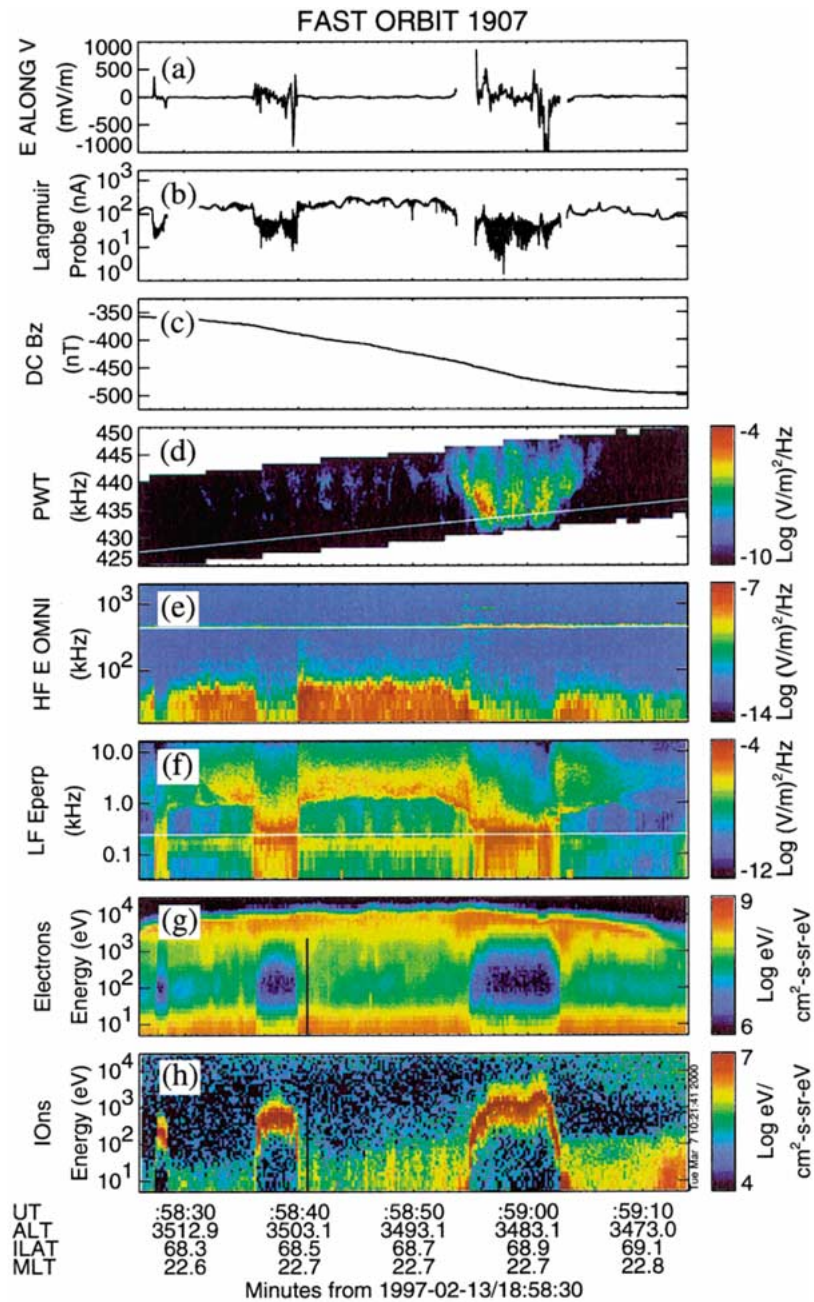 FAST ORBIT 1907
(a)
E ALONG V
(mV/m)
1000
500
0
-500
-1000
(b)
Langmuir
Probe (nA)
10³
10²
10¹
10⁰
(c)
DC Bz
(nT)
-350
-400
-450
-500
(d)
PWT
(kHz)
450
445
440
435
430
425
-4
-10
Log (V/m)²/Hz
(e)
HF E OMNI
(kHz)
10³
10²
-7
-14
Log (V/m)²/Hz
(f)
LF Eperp
(kHz)
10.0
1.0
0.1
-4
-12
Log (V/m)²/Hz
(g)
Electrons
Energy (eV)
10⁴
10³
10²
10¹
9
6
Log eV/
cm²-s-sr-eV
(h)
IOns
Energy (eV)
10⁴
10³
10²
10¹
7
4
Log eV/
cm²-s-sr-eV
Tue Mar 7 10:21:41 2000
UT :58:30 :58:40 :58:50 :59:00 :59:10
ALT 3512.9 3503.1 3493.1 3483.1 3473.0
ILAT 68.3 68.5 68.7 68.9 69.1
MLT 22.6 22.7 22.7 22.7 22.8
Minutes from 1997-02-13/18:58:30